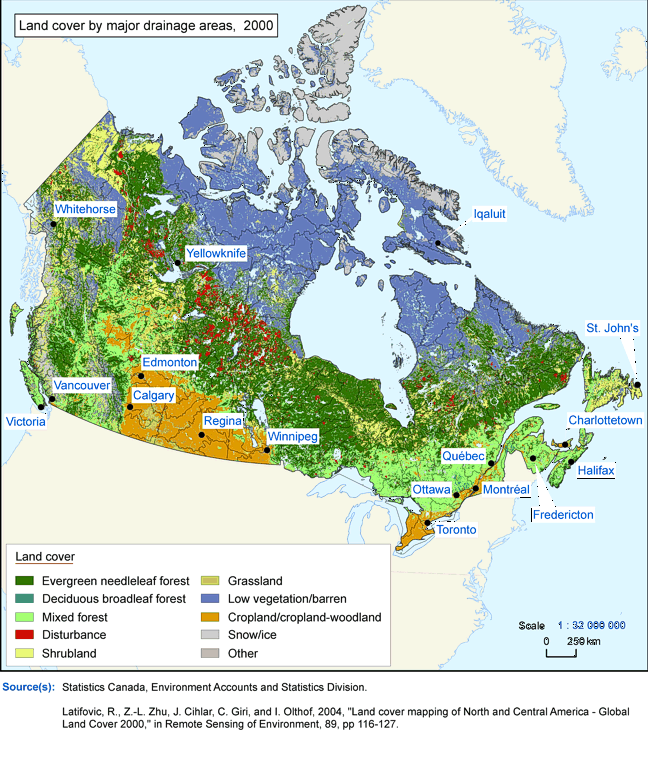 Land cover by major drainage areas, 2000
Iqaluit
Whitehorse
Yellowknife
St. John's
Edmonton
Vancouver
Calgary
Charlottetown
Victoria
Regina
Winnipeg
Québec
Halifax
Ottawa
Montréal
Fredericton
Toronto
Land cover
Evergreen needleleaf forest
Deciduous broadleaf forest
Mixed forest
Disturbance
Shrubland
Grassland
Low vegetation/barren
Cropland/cropland-woodland
Snow/ice
Other
Scale 1 : 32 000 000
0 250 km
Source(s): Statistics Canada, Environment Accounts and Statistics Division.
Latifovic, R., Z.-L. Zhu, J. Cihlar, C. Giri, and I. Olthof, 2004, "Land cover mapping of North and Central America - Global
Land Cover 2000," in Remote Sensing of Environment, 89, pp 116-127.